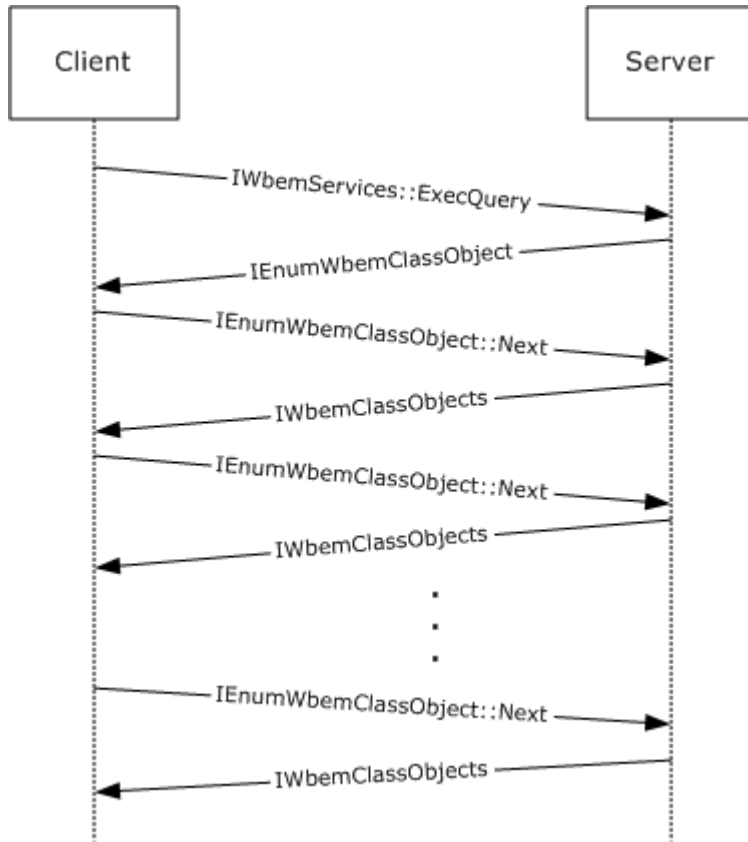 Client
Server
IWbemServices::ExecQuery
IEnumWbemClassObject
IEnumWbemClassObject::Next
IWbemClassObjects
IEnumWbemClassObject::Next
IWbemClassObjects
IEnumWbemClassObject::Next
IWbemClassObjects